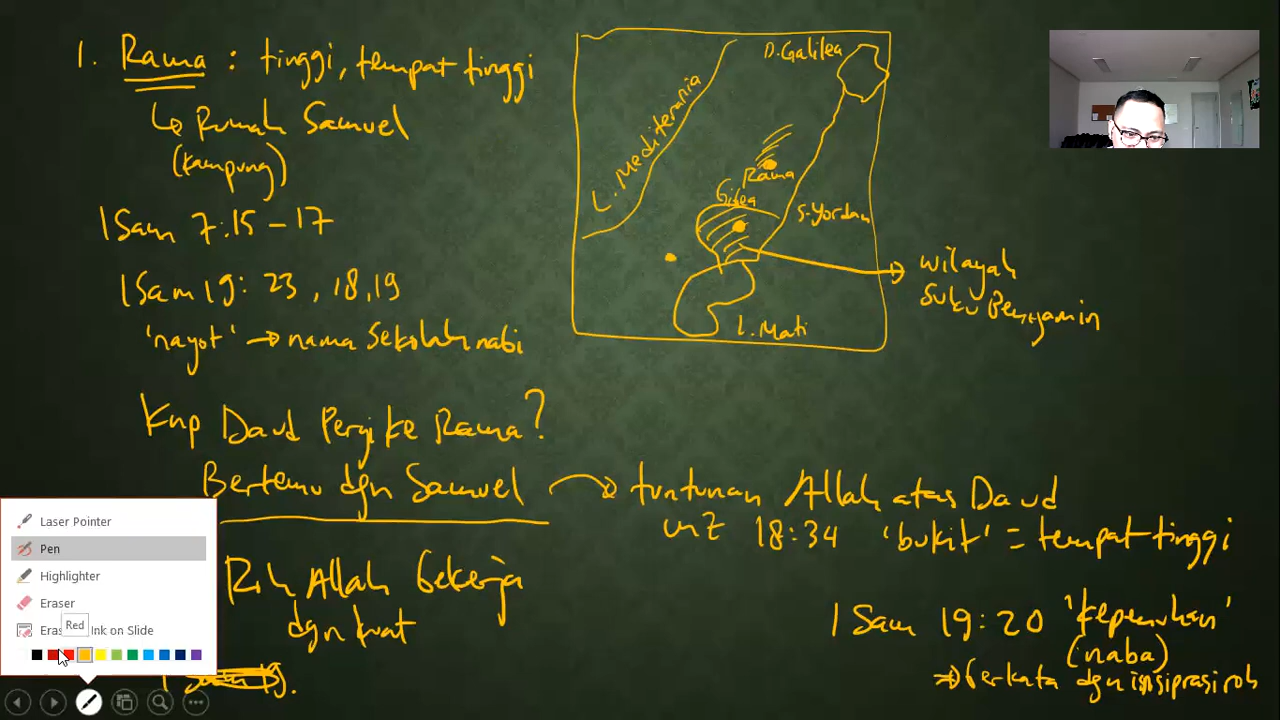 1. Rama : tinggi, tempat tinggi
↳ Rumah Samuel
(kampung)
1 Sam 7:15 - 17
1 Sam 19: 23, 18,19
'nayot' → nama sekolah nabi
Knp Daud Pergi ke Rama?
Bertemu dgn Samuel → tuntunan Allah atas Daud
mz 18:34 'bukit' = tempat tinggi
Roh Allah bekerja
dgn kuat
1 Sam 19:20 'kepenuhan'
(naba)
⇒ berkata dgn insiprasi roh
D. Galilea
L. Mediterania
Rama
Gibea
S. Yordan
L. Mati
wilayah
Suku Benyamin
Laser Pointer
Pen
Highlighter
Eraser
Red
Ink on Slide